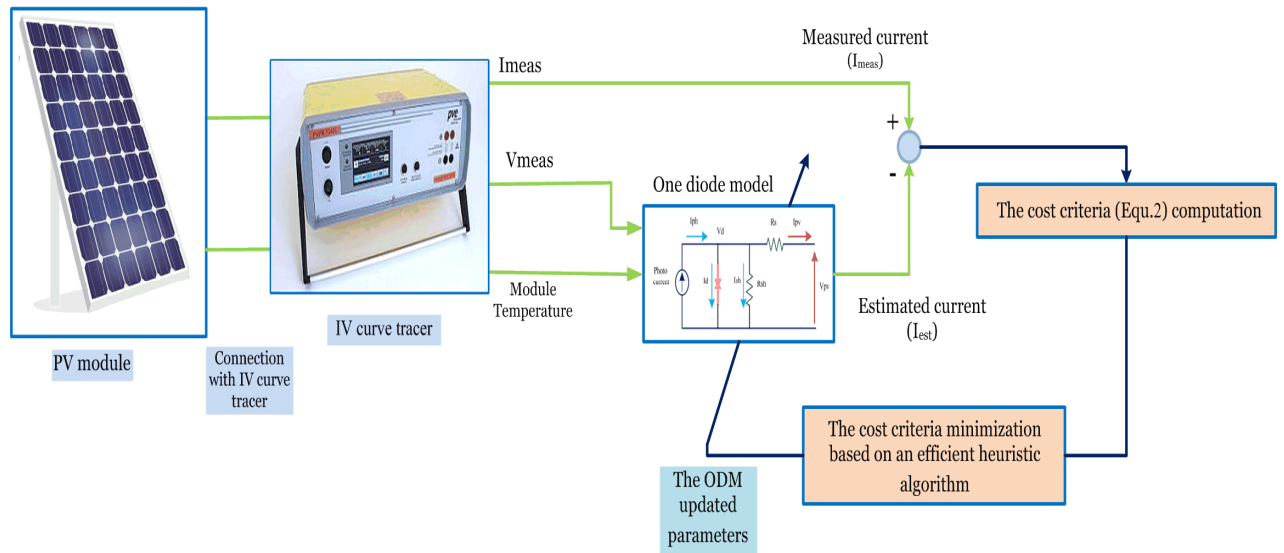 Measured current
(Imeas)
Imeas
+
-
Vmeas
One diode model
The cost criteria (Equ.2) computation
Iph
Vd
Rs
Ipv
Photo
current
Id
Ish
Rsh
Vpv
Module
Temperature
Estimated current
(Iest)
IV curve tracer
PV module
Connection
with IV curve
tracer
The cost criteria minimization
based on an efficient heuristic
algorithm
The ODM
updated
parameters
pve